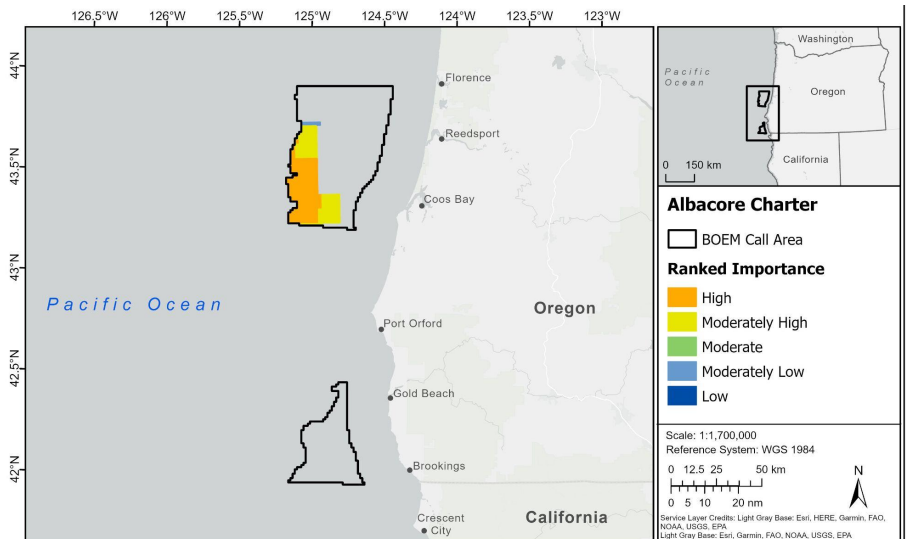 126.5°W 126°W 125.5°W 125°W 124.5°W 124°W 123.5°W 123°W
44°N
43.5°N
43°N
42.5°N
42°N
Florence
Reedsport
Coos Bay
Pacific Ocean
Oregon
Port Orford
Gold Beach
Brookings
Crescent
City
California
Washington
Pacific
Ocean
Oregon
California
0 150 km
Albacore Charter
BOEM Call Area
Ranked Importance
High
Moderately High
Moderate
Moderately Low
Low
Scale: 1:1,700,000
Reference System: WGS 1984
0 12.5 25 50 km
0 5 10 20 nm
N
Service Layer Credits: Light Gray Base: Esri, HERE, Garmin, FAO,
NOAA, USGS, EPA
Light Gray Base: Esri, Garmin, FAO, NOAA, USGS, EPA